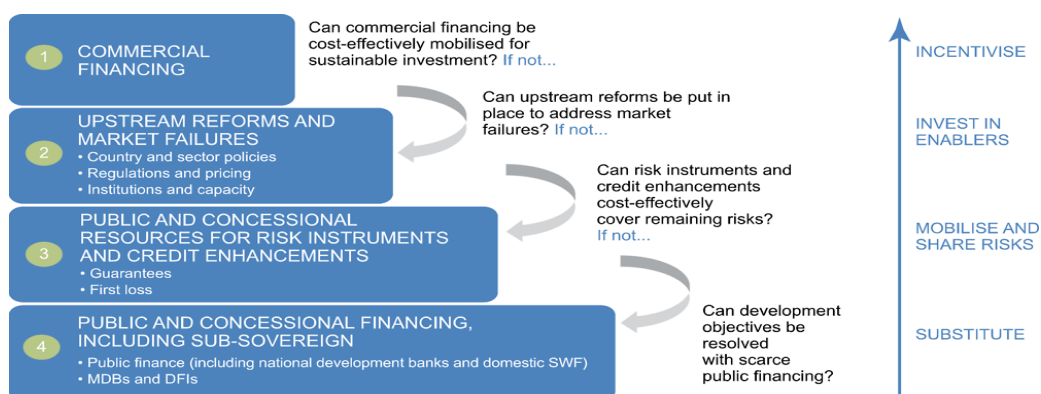 1
COMMERCIAL
FINANCING
Can commercial financing be
cost-effectively mobilised for
sustainable investment? If not...
INCENTIVISE
2
UPSTREAM REFORMS AND
MARKET FAILURES
• Country and sector policies
• Regulations and pricing
• Institutions and capacity
Can upstream reforms be put in
place to address market
failures? If not...
INVEST IN
ENABLERS
3
PUBLIC AND CONCESSIONAL
RESOURCES FOR RISK INSTRUMENTS
AND CREDIT ENHANCEMENTS
• Guarantees
• First loss
Can risk instruments and
credit enhancements
cost-effectively
cover remaining risks?
If not...
MOBILISE AND
SHARE RISKS
4
PUBLIC AND CONCESSIONAL FINANCING,
INCLUDING SUB-SOVEREIGN
• Public finance (including national development banks and domestic SWF)
• MDBs and DFIs
Can development
objectives be
resolved
with scarce
public financing?
SUBSTITUTE